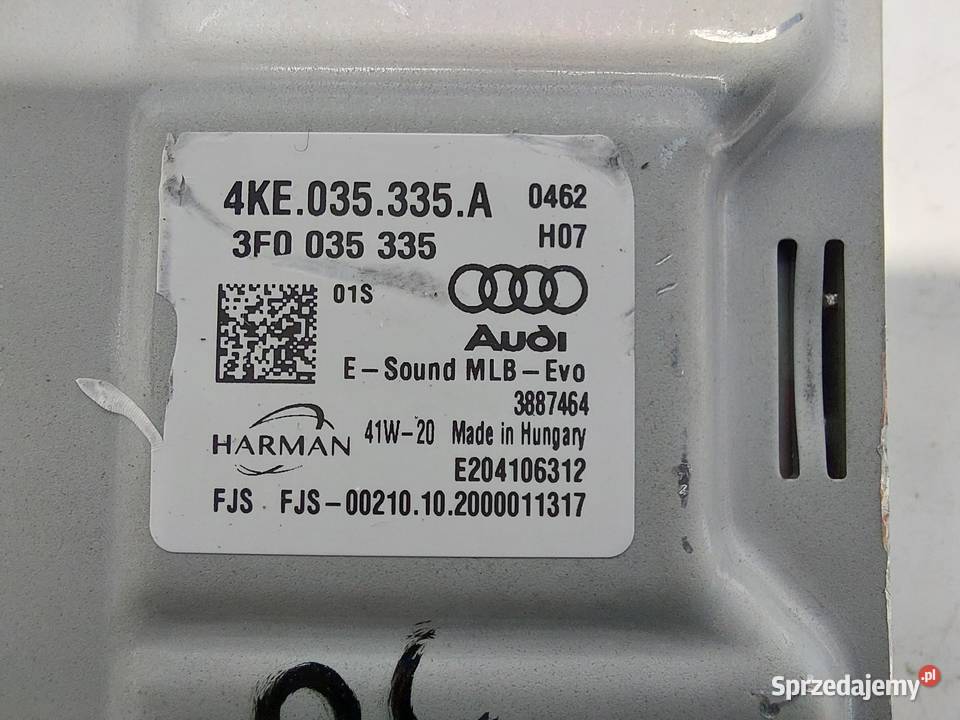 4KE.035.335.A 0462
3F0 035 335 H07
01S
Audi
E-Sound MLB-Evo
3887464
HARMAN 41W-20 Made in Hungary
E204106312
FJS FJS-00210.10.2000011317
Sprzedajemy.pl